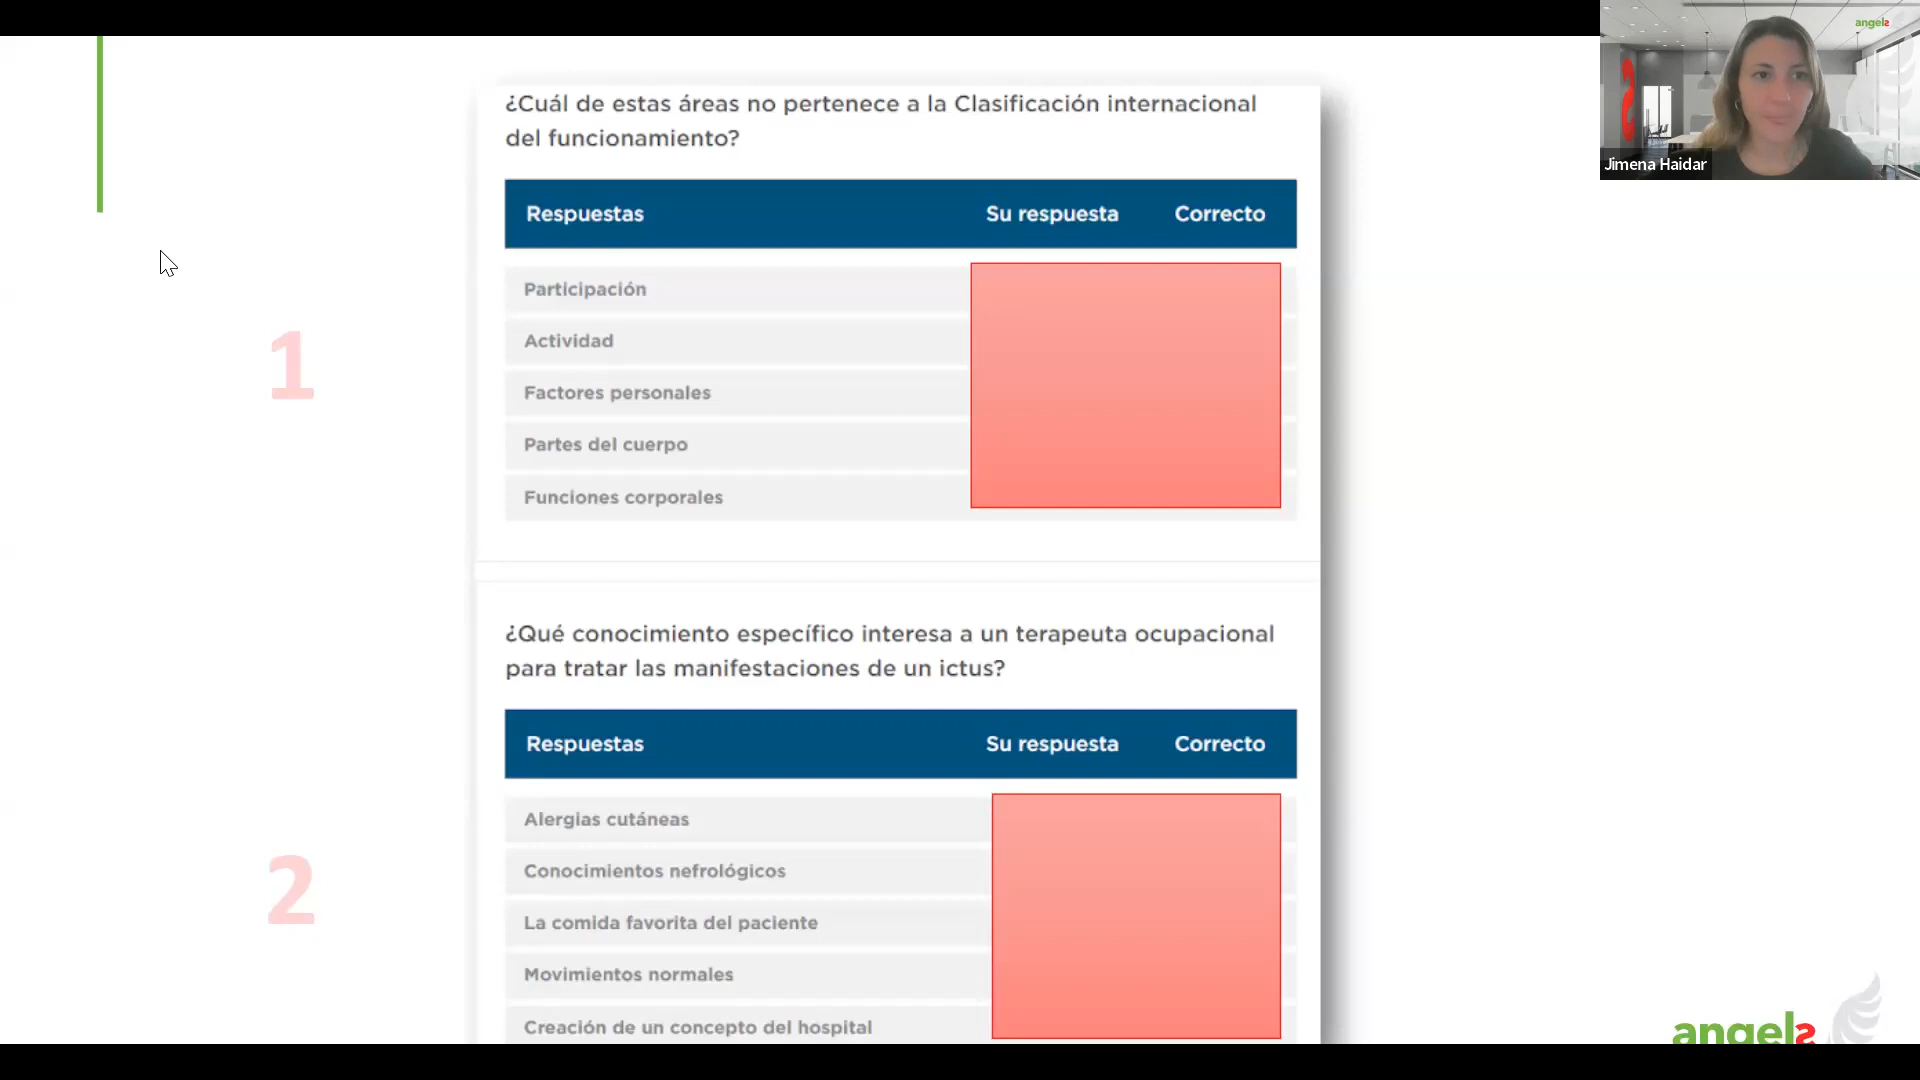 angels
Jimena Haidar
¿Cuál de estas áreas no pertenece a la Clasificación internacional
del funcionamiento?
Respuestas Su respuesta Correcto
Participación
Actividad
Factores personales
Partes del cuerpo
Funciones corporales
1
¿Qué conocimiento específico interesa a un terapeuta ocupacional
para tratar las manifestaciones de un ictus?
Respuestas Su respuesta Correcto
Alergias cutáneas
Conocimientos nefrológicos
La comida favorita del paciente
Movimientos normales
Creación de un concepto del hospital
2
angels